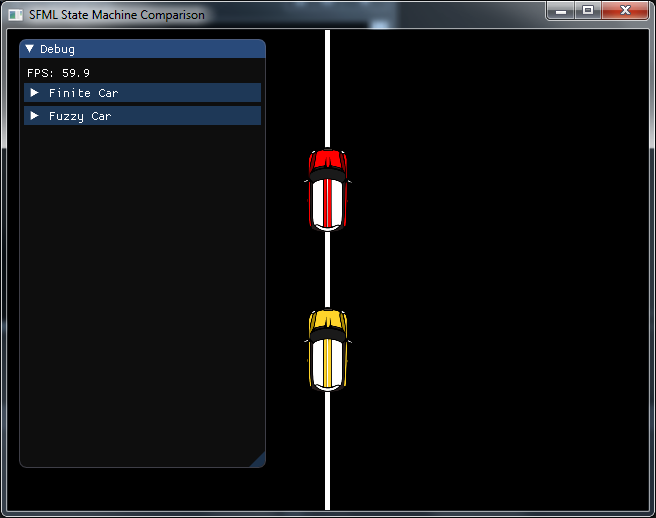 SFML State Machine Comparison
Debug
FPS: 59.9
Finite Car
Fuzzy Car